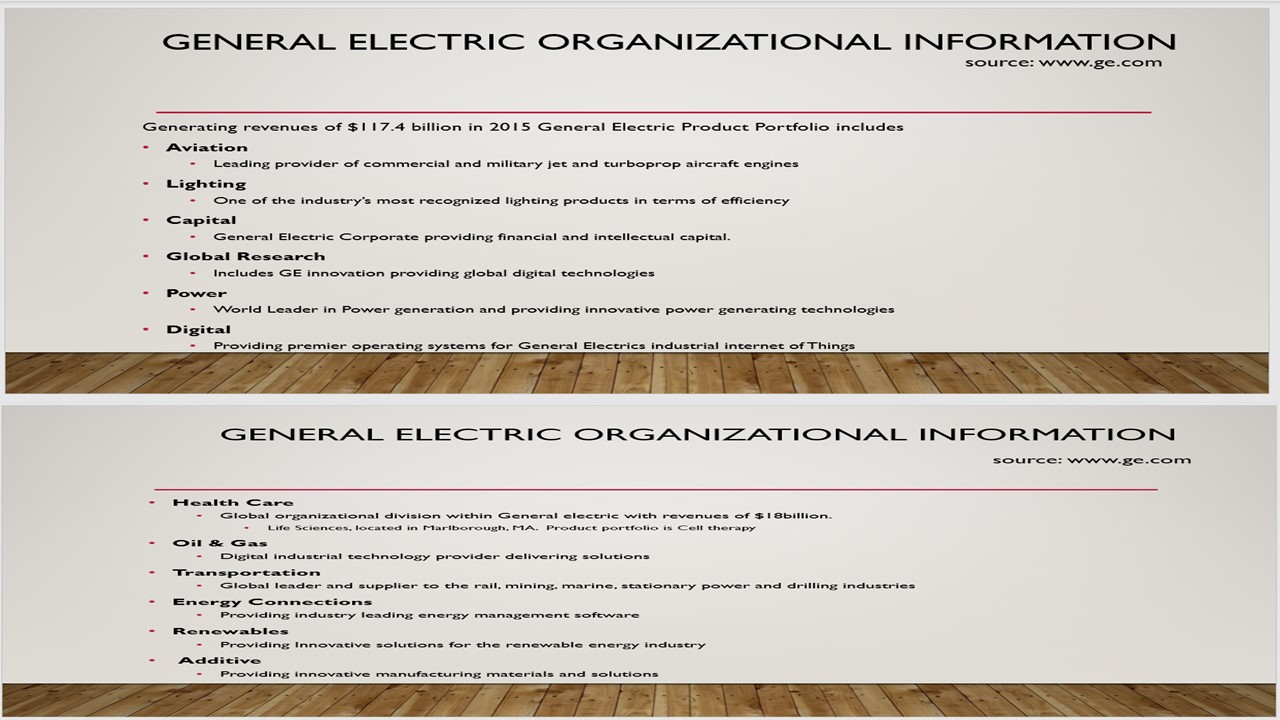 GENERAL ELECTRIC ORGANIZATIONAL INFORMATION
source: www.ge.com
Generating revenues of $117.4 billion in 2015 General Electric Product Portfolio includes
• Aviation
• Leading provider of commercial and military jet and turboprop aircraft engines
• Lighting
• One of the industry's most recognized lighting products in terms of efficiency
• Capital
• General Electric Corporate providing financial and intellectual capital.
• Global Research
• Includes GE innovation providing global digital technologies
• Power
• World Leader in Power generation and providing innovative power generating technologies
• Digital
• Providing premier operating systems for General Electrics industrial internet of Things
GENERAL ELECTRIC ORGANIZATIONAL INFORMATION
source: www.ge.com
• Health Care
• Global organizational division within General electric with revenues of $18billion.
• Life Sciences, located in Marlborough, MA. Product portfolio is Cell therapy
• Oil & Gas
• Digital industrial technology provider delivering solutions
• Transportation
• Global leader and supplier to the rail, mining, marine, stationary power and drilling industries
• Energy Connections
• Providing industry leading energy management software
• Renewables
• Providing Innovative solutions for the renewable energy industry
• Additive
• Providing innovative manufacturing materials and solutions